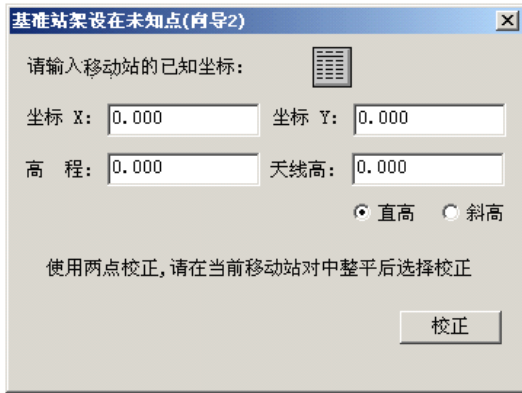 基准站架设在未知点(向导2)
请输入移动站的已知坐标:
坐标 X: 0.000 坐标 Y: 0.000
高 程: 0.000 天线高: 0.000
直高 斜高
使用两点校正,请在当前移动站对中整平后选择校正
校正